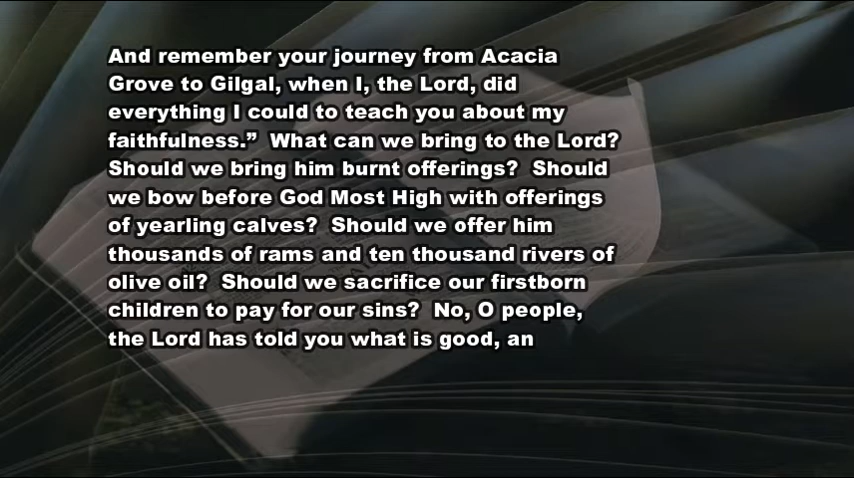 And remember your journey from Acacia
Grove to Gilgal, when I, the Lord, did
everything I could to teach you about my
faithfulness.”  What can we bring to the Lord?
Should we bring him burnt offerings?  Should
we bow before God Most High with offerings
of yearling calves?  Should we offer him
thousands of rams and ten thousand rivers of
olive oil?  Should we sacrifice our firstborn
children to pay for our sins?  No, O people,
the Lord has told you what is good, an